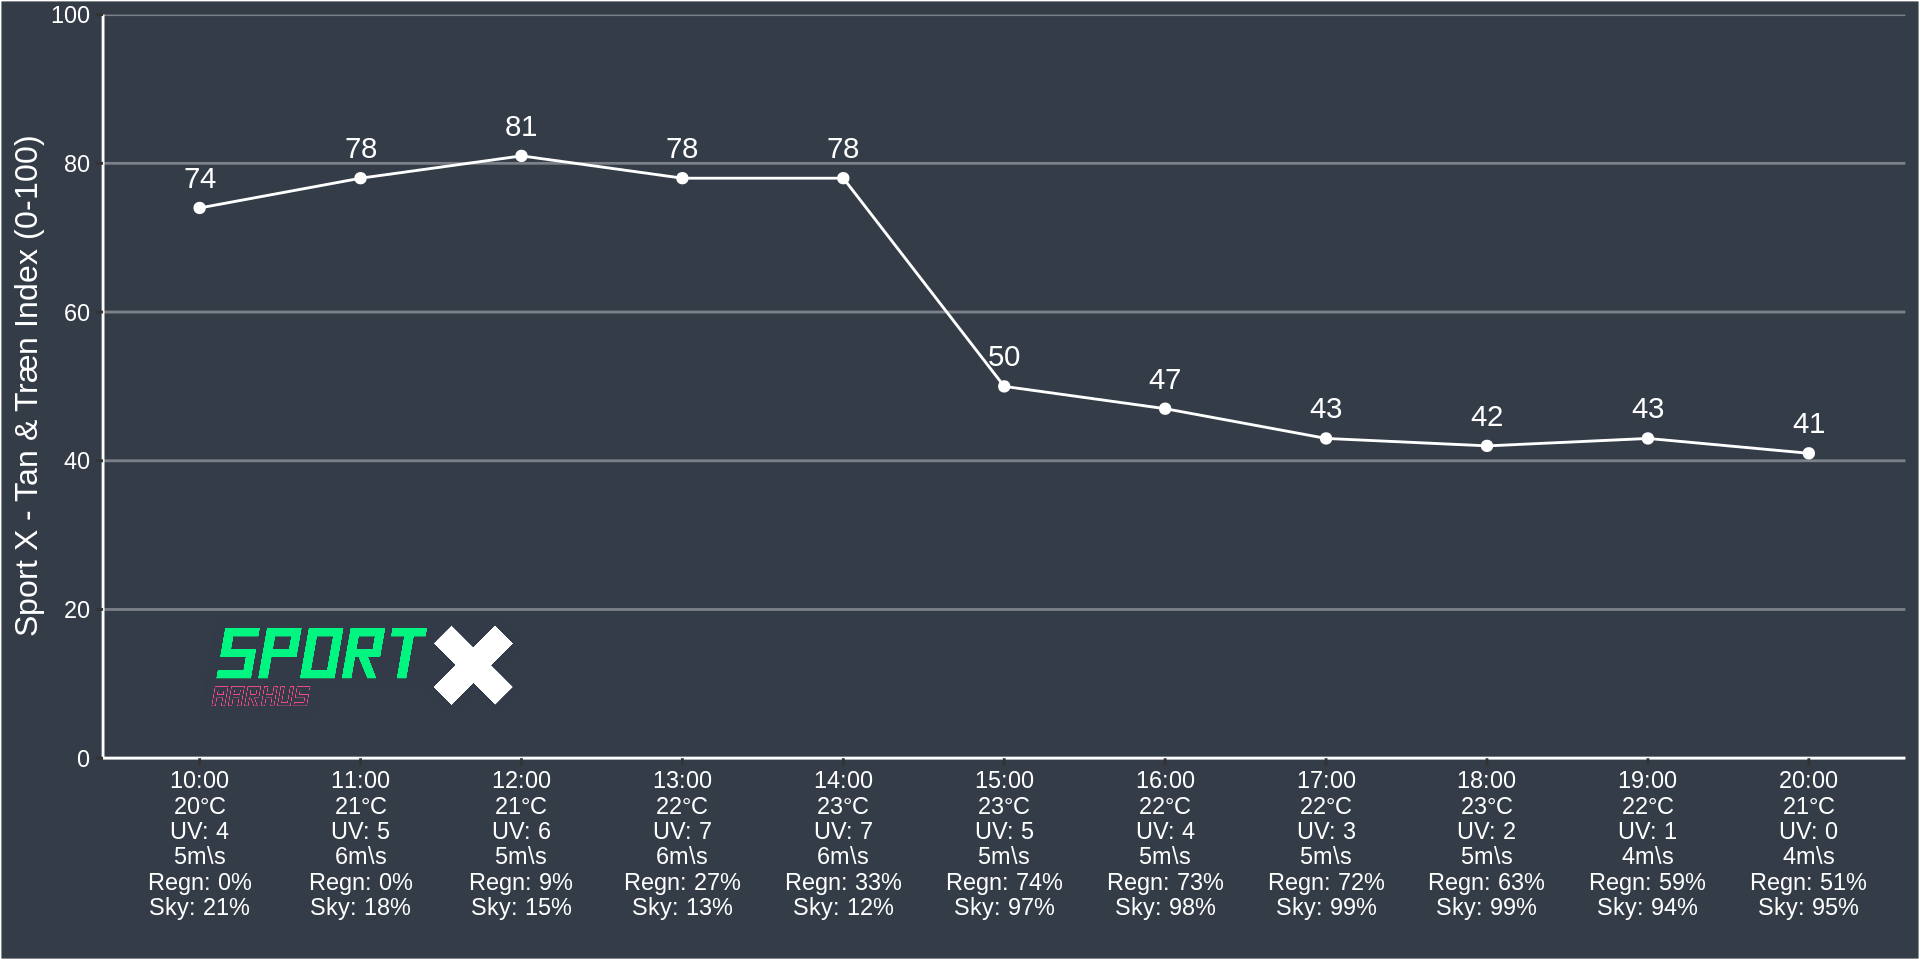 Sport X - Tan & Træn Index (0-100)
100
80
60
40
20
0
74
78
81
78
78
50
47
43
42
43
41
SPORT X
AARHUS
10:00 11:00 12:00 13:00 14:00 15:00 16:00 17:00 18:00 19:00 20:00
20°C 21°C 21°C 22°C 23°C 23°C 22°C 22°C 23°C 22°C 21°C
UV: 4 UV: 5 UV: 6 UV: 7 UV: 7 UV: 5 UV: 4 UV: 3 UV: 2 UV: 1 UV: 0
5m\s 6m\s 5m\s 6m\s 6m\s 5m\s 5m\s 5m\s 5m\s 4m\s 4m\s
Regn: 0% Regn: 0% Regn: 9% Regn: 27% Regn: 33% Regn: 74% Regn: 73% Regn: 72% Regn: 63% Regn: 59% Regn: 51%
Sky: 21% Sky: 18% Sky: 15% Sky: 13% Sky: 12% Sky: 97% Sky: 98% Sky: 99% Sky: 99% Sky: 94% Sky: 95%